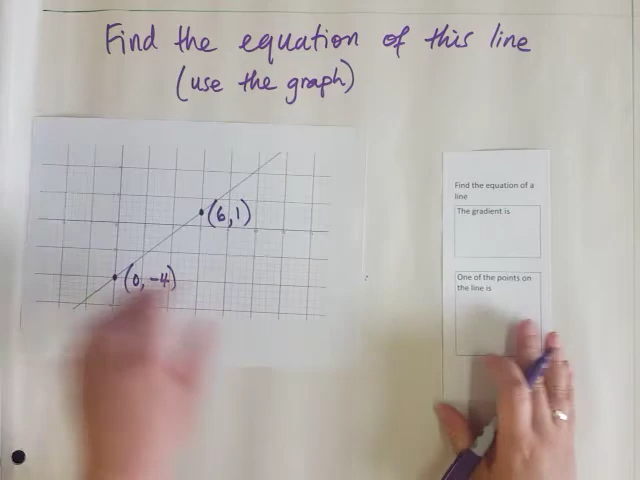 Find the equation of this line
(use the graph)
(6,1)
(0,-4)
Find the equation of a
line
The gradient is
One of the points on
the line is